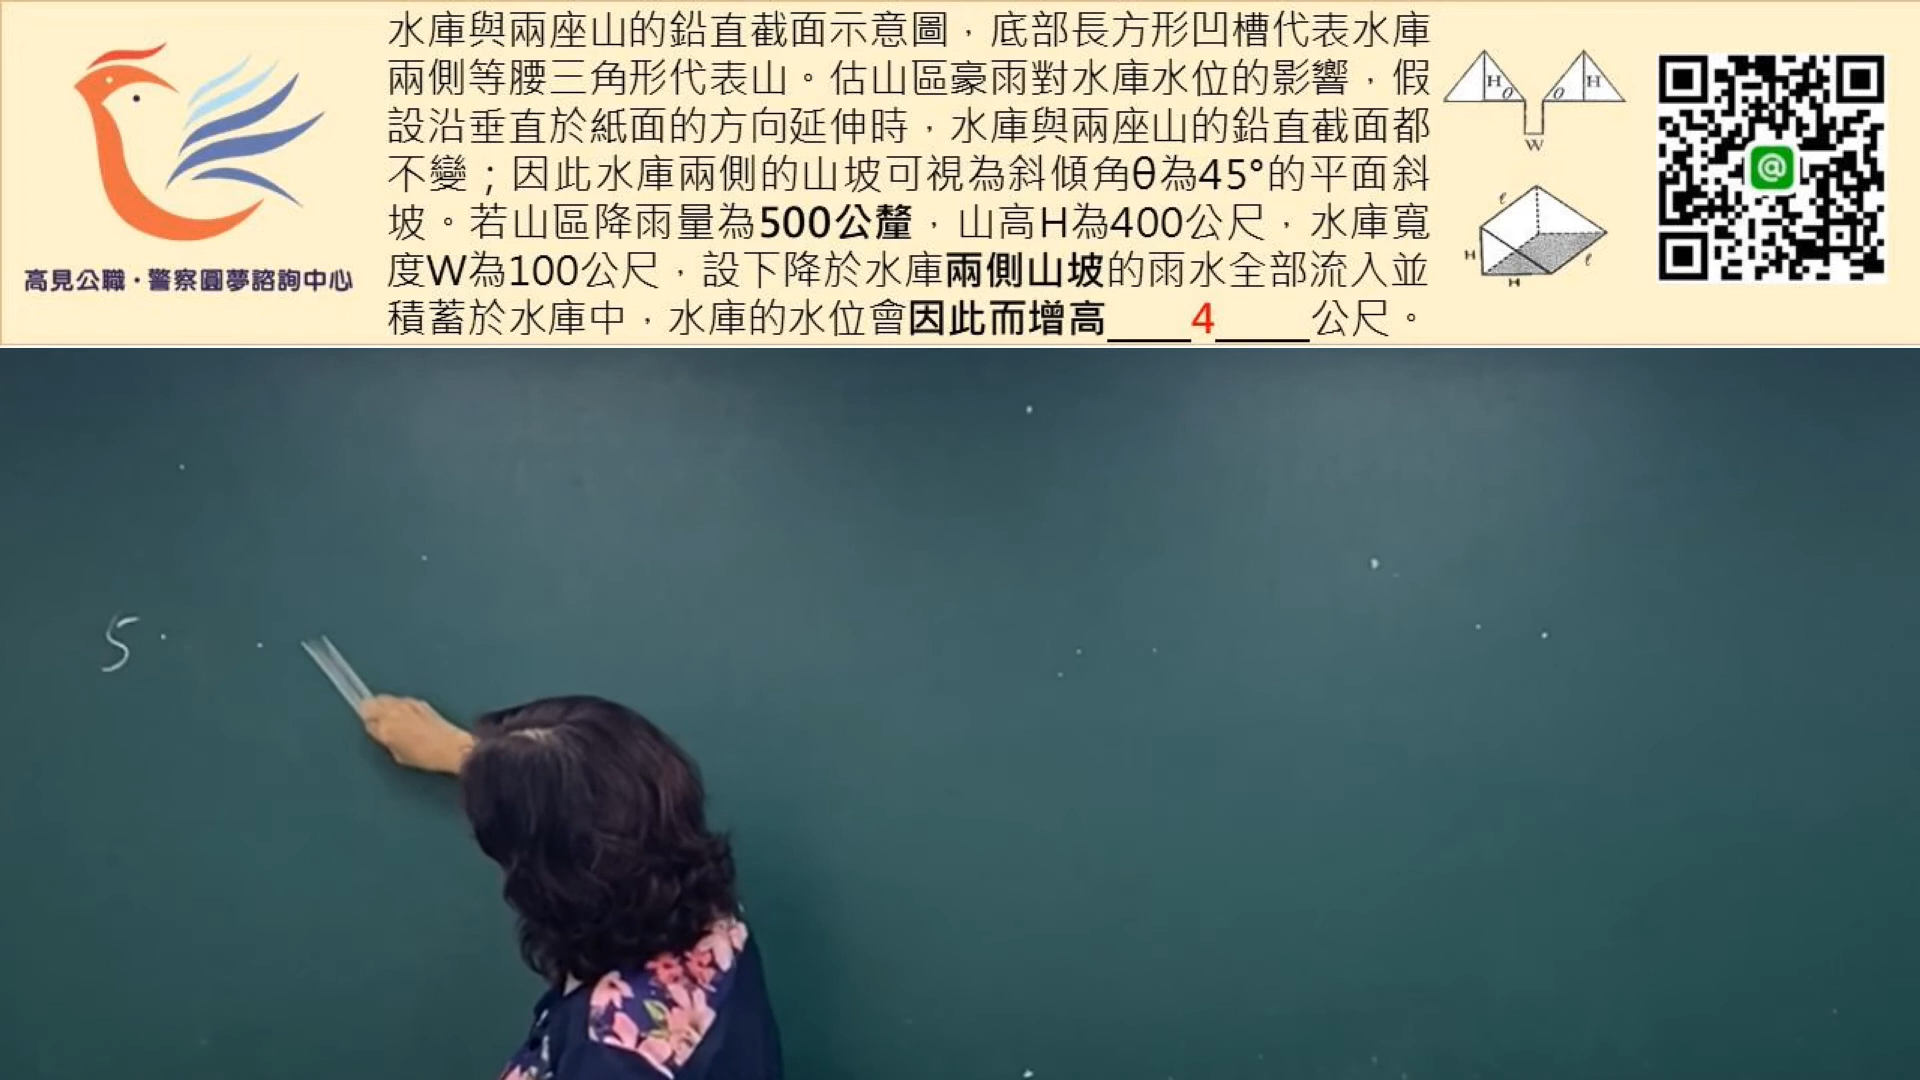 水庫與兩座山的鉛直截面示意圖，底部長方形凹槽代表水庫
兩側等腰三角形代表山。估山區豪雨對水庫水位的影響，假
設沿垂直於紙面的方向延伸時，水庫與兩座山的鉛直截面都
不變；因此水庫兩側的山坡可視為斜傾角θ為45°的平面斜
坡。若山區降雨量為500公釐，山高H為400公尺，水庫寬
度W為100公尺，設下降於水庫兩側山坡的雨水全部流入並
積蓄於水庫中，水庫的水位會因此而增高____4____公尺。
高見公職·警察圓夢諮詢中心
H θ θ H
W
ℓ
H ℓ
H
@
5